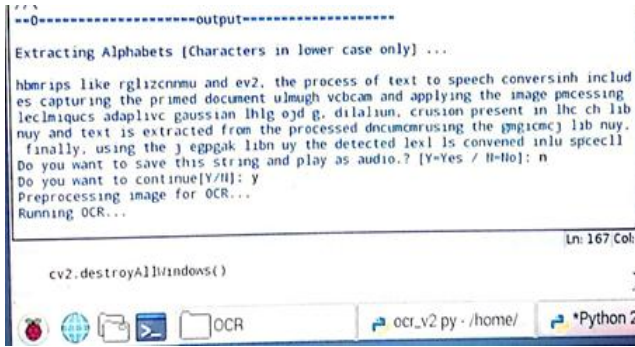 --0---------------------output---------------------
Extracting Alphabets [Characters in lower case only] ...
hbmrips like rglizcnnmu and ev2, the process of text to speech conversinh includ
es capturing the primed document ulmugh vcbcam and applying the image pmcessing
leclmiqucs adaplivc gaussian lhlg ojd g, dilaliun, crusion present in lhc ch lib
nuy and text is extracted from the processed dncumcmrusing the gmgicmcj lib nuy.
finally, using the j egpgak libn uy the detected lexl ls convened inlu spcecll
Do you want to save this string and play as audio.? [Y=Yes / N=No]: n
Do you want to continue[Y/N]: y
Preprocessing image for OCR...
Running OCR...
Ln: 167 Col:
cv2.destroyAllWindows()
OCR
ocr_v2 py - /home/
*Python 2